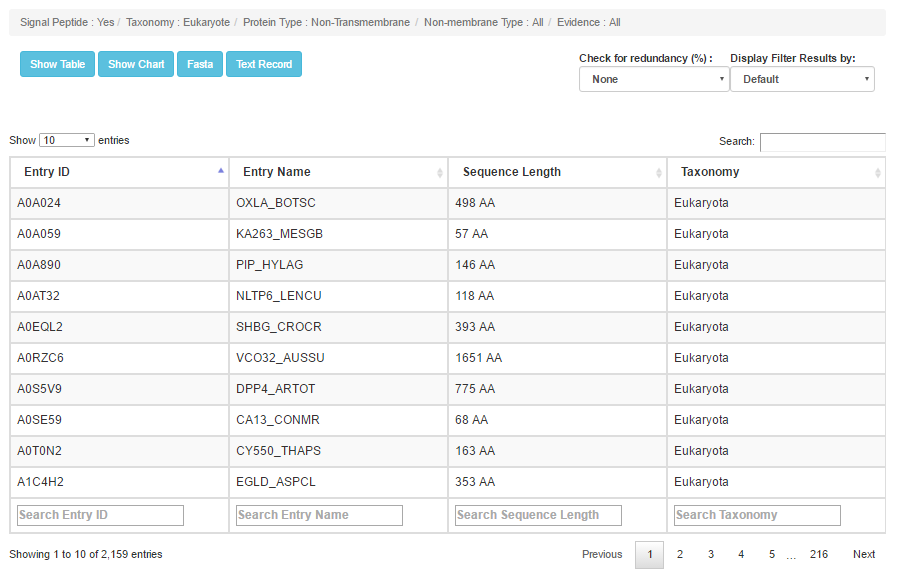 Signal Peptide : Yes / Taxonomy : Eukaryote / Protein Type : Non-Transmembrane / Non-membrane Type : All / Evidence : All
Check for redundancy (%) : Display Filter Results by:
Show Table Show Chart Fasta Text Record
None Default
Show 10 entries Search:
Entry ID Entry Name Sequence Length Taxonomy
A0A024 OXLA_BOTSC 498 AA Eukaryota
A0A059 KA263_MESGB 57 AA Eukaryota
A0A890 PIP_HYLAG 146 AA Eukaryota
A0AT32 NLTP6_LENCU 118 AA Eukaryota
A0EQL2 SHBG_CROCR 393 AA Eukaryota
A0RZC6 VCO32_AUSSU 1651 AA Eukaryota
A0S5V9 DPP4_ARTOT 775 AA Eukaryota
A0SE59 CA13_CONMR 68 AA Eukaryota
A0T0N2 CY550_THAPS 163 AA Eukaryota
A1C4H2 EGLD_ASPCL 353 AA Eukaryota
Search Entry ID Search Entry Name Search Sequence Length Search Taxonomy
Showing 1 to 10 of 2,159 entries Previous 1 2 3 4 5 ... 216 Next